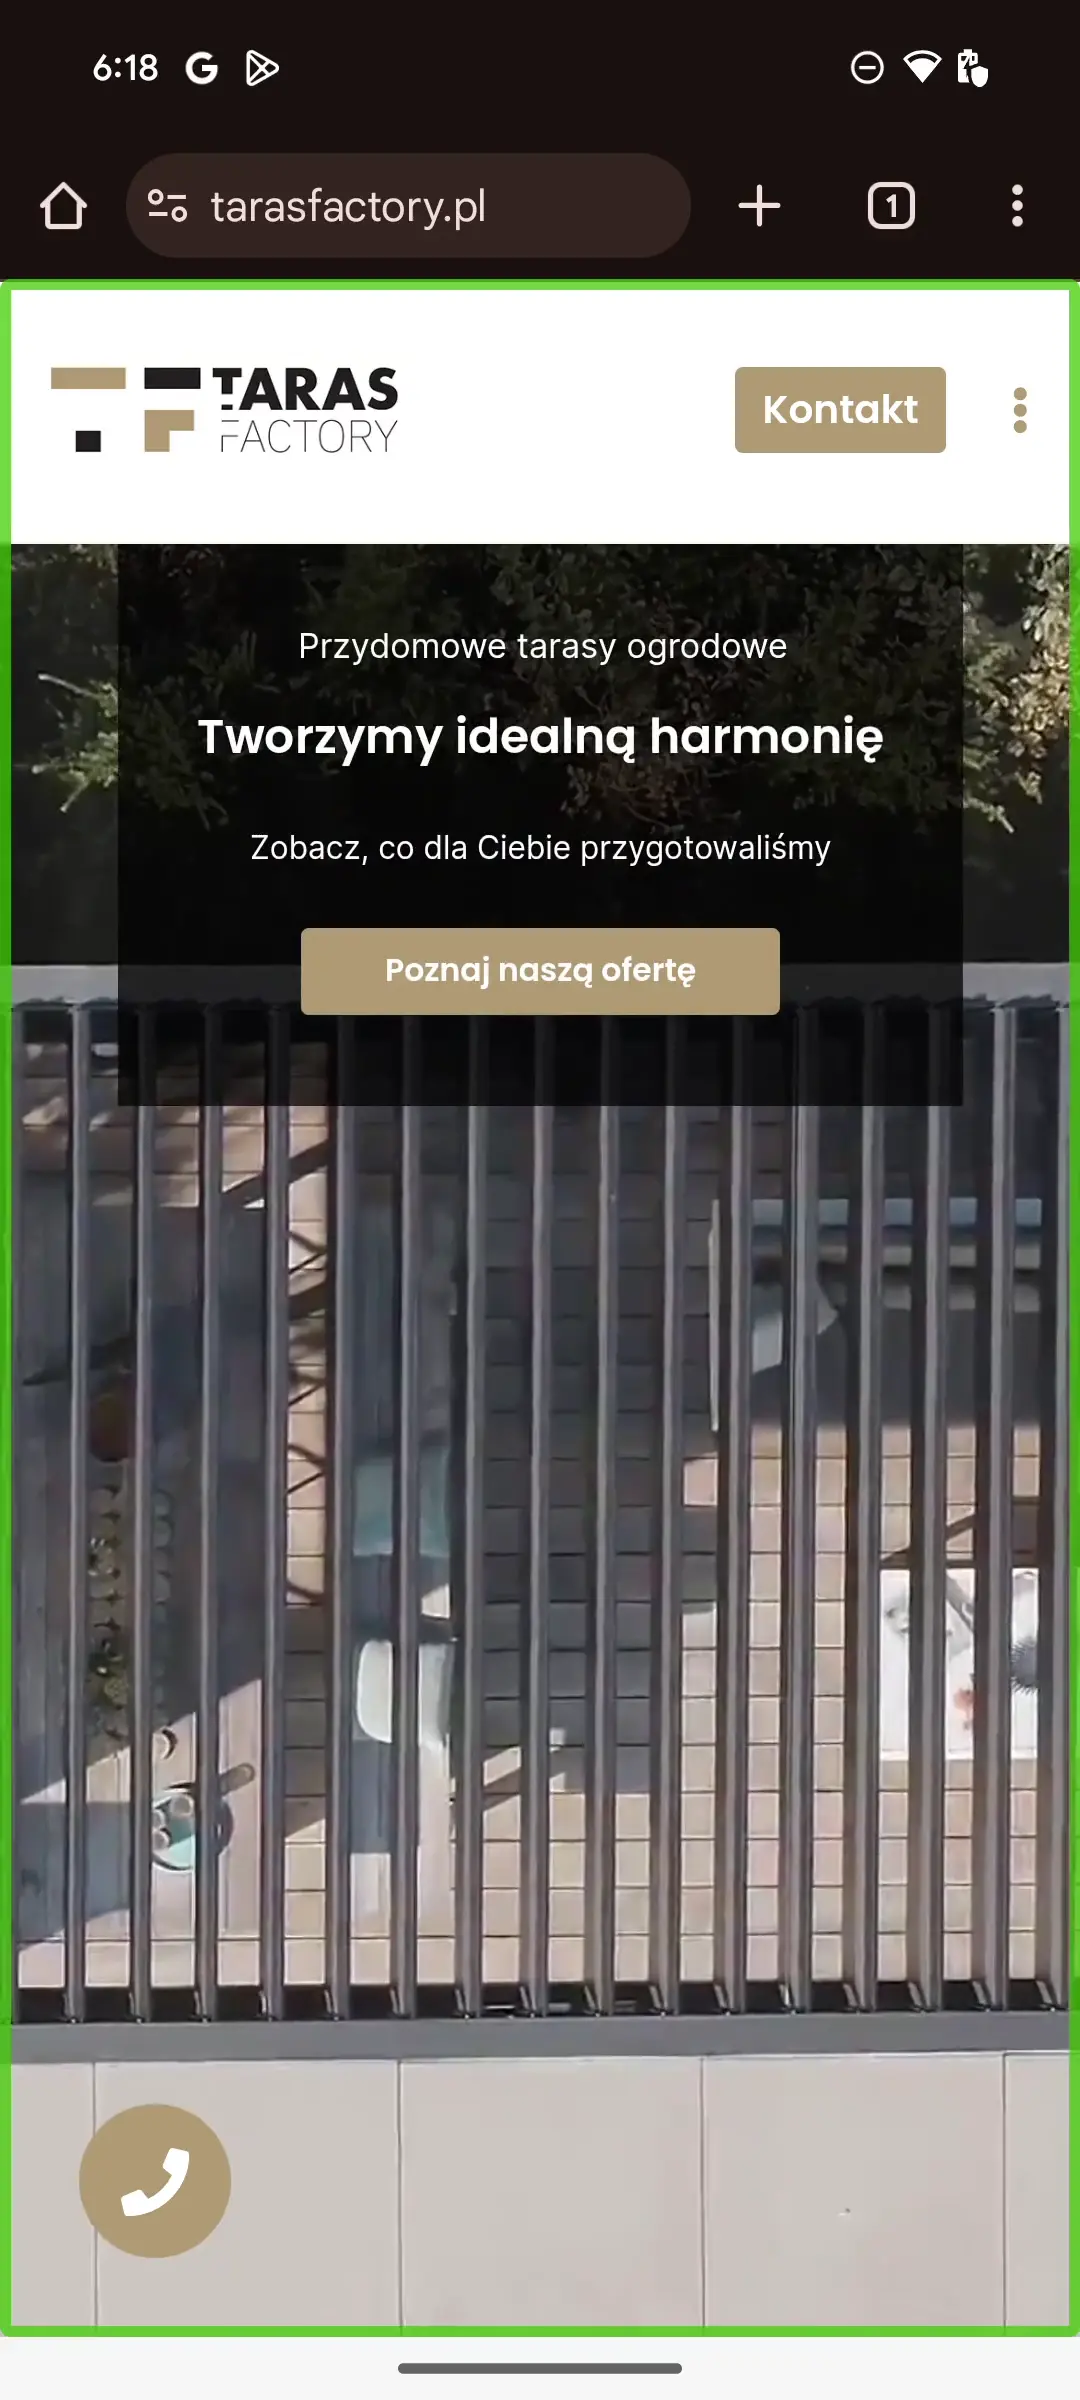 6:18
tarasfactory.pl
1
TARAS
FACTORY
Kontakt
Przydomowe tarasy ogrodowe
Tworzymy idealną harmonię
Zobacz, co dla Ciebie przygotowaliśmy
Poznaj naszą ofertę